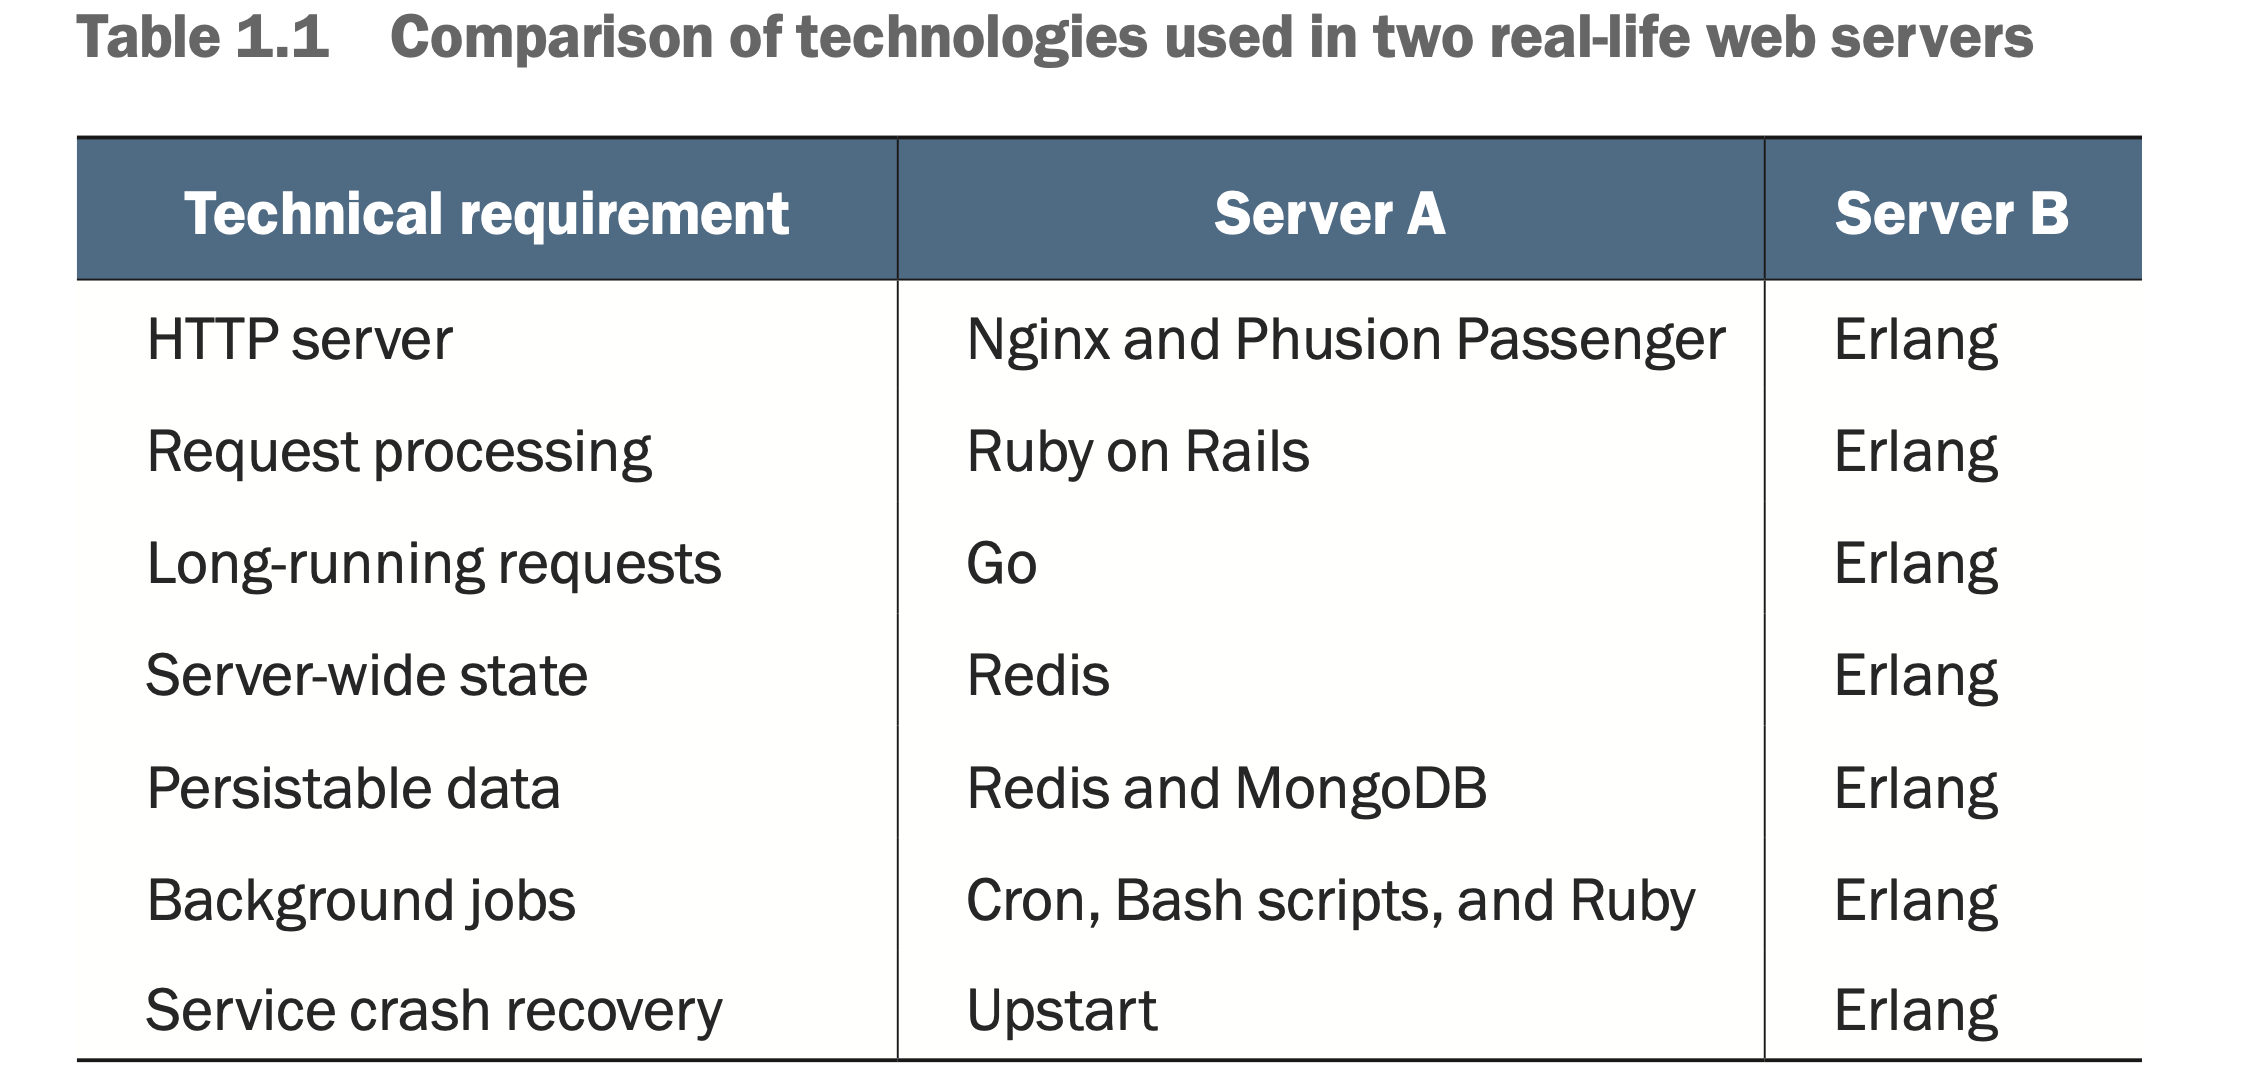 Table 1.1 Comparison of technologies used in two real-life web servers
Technical requirement Server A Server B
HTTP server Nginx and Phusion Passenger Erlang
Request processing Ruby on Rails Erlang
Long-running requests Go Erlang
Server-wide state Redis Erlang
Persistable data Redis and MongoDB Erlang
Background jobs Cron, Bash scripts, and Ruby Erlang
Service crash recovery Upstart Erlang